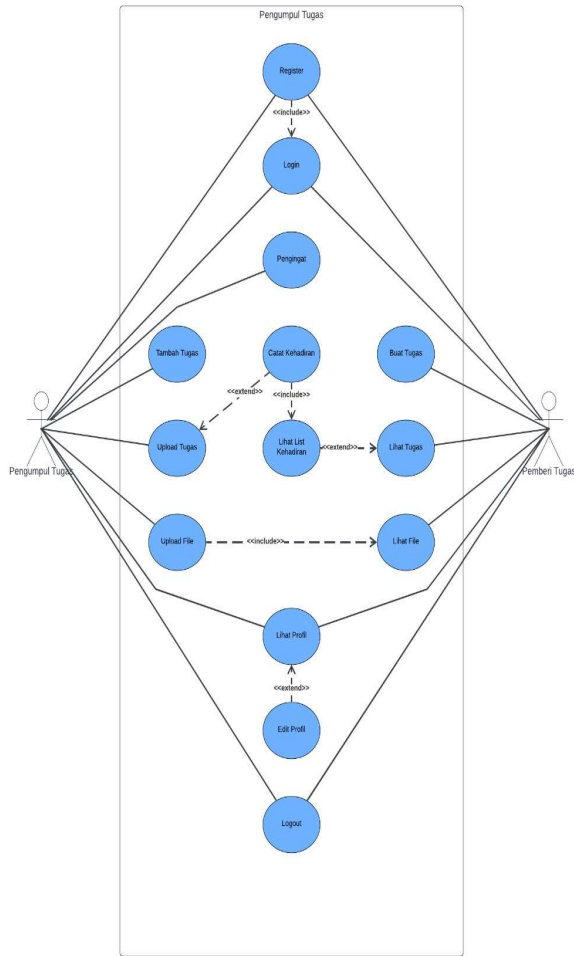 Pengumpul Tugas
Register
<<include>>
Login
Pengingat
Tambah Tugas
Catat Kehadiran
Buat Tugas
<<extend>>
<<include>>
Upload Tugas
Lihat List
Kehadiran
<<extend>>
Lihat Tugas
Pengumpul Tugas
Pemberi Tugas
Upload File
<<include>>
Lihat File
Lihat Profil
<<extend>>
Edit Profil
Logout